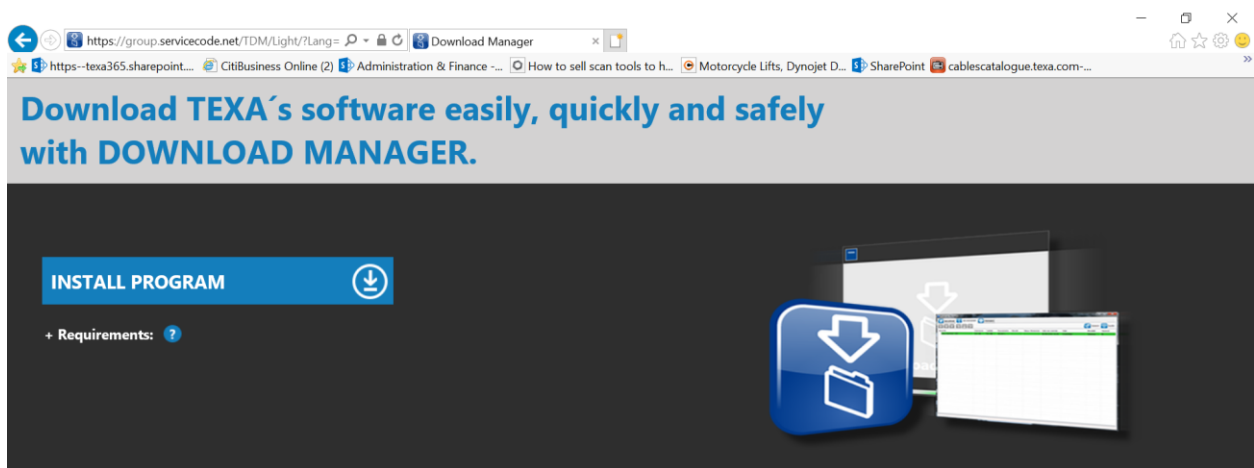 https://group.servicecode.net/TDM/Light/?Lang=
Download Manager
https--texa365.sharepoint....
CitiBusiness Online (2)
Administration & Finance -...
How to sell scan tools to h...
Motorcycle Lifts, Dynojet D...
SharePoint
cablescatalogue.texa.com-...
Download TEXA´s software easily, quickly and safely
with DOWNLOAD MANAGER.
INSTALL PROGRAM
+ Requirements: ?